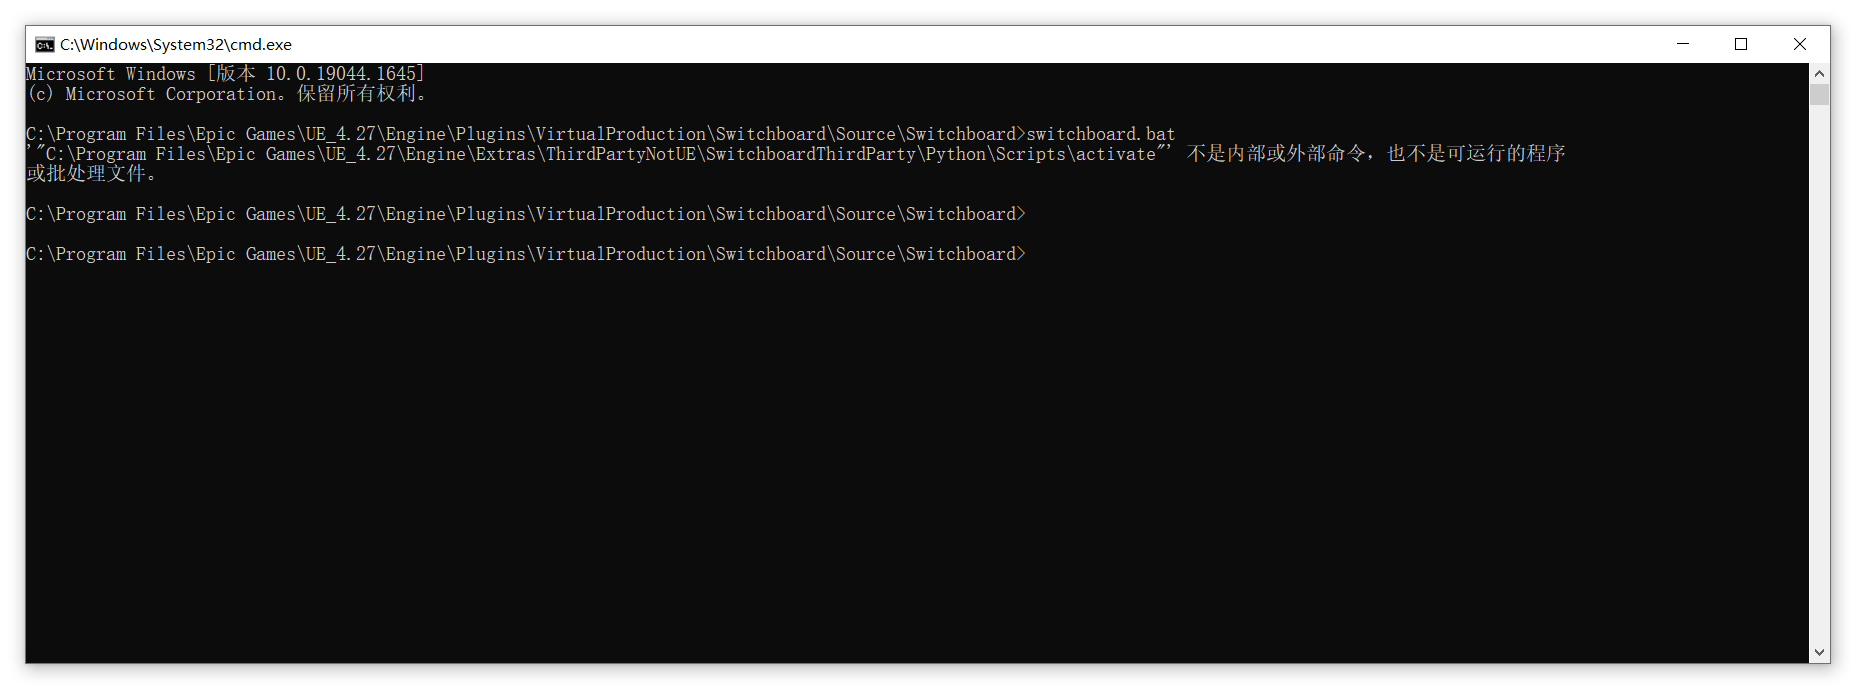 C:\Windows\System32\cmd.exe
Microsoft Windows [版本 10.0.19044.1645]
(c) Microsoft Corporation。保留所有权利。
C:\Program Files\Epic Games\UE_4.27\Engine\Plugins\VirtualProduction\Switchboard\Source\Switchboard>switchboard.bat
'"C:\Program Files\Epic Games\UE_4.27\Engine\Extras\ThirdPartyNotUE\SwitchboardThirdParty\Python\Scripts\activate"' 不是内部或外部命令，也不是可运行的程序
或批处理文件。
C:\Program Files\Epic Games\UE_4.27\Engine\Plugins\VirtualProduction\Switchboard\Source\Switchboard>
C:\Program Files\Epic Games\UE_4.27\Engine\Plugins\VirtualProduction\Switchboard\Source\Switchboard>